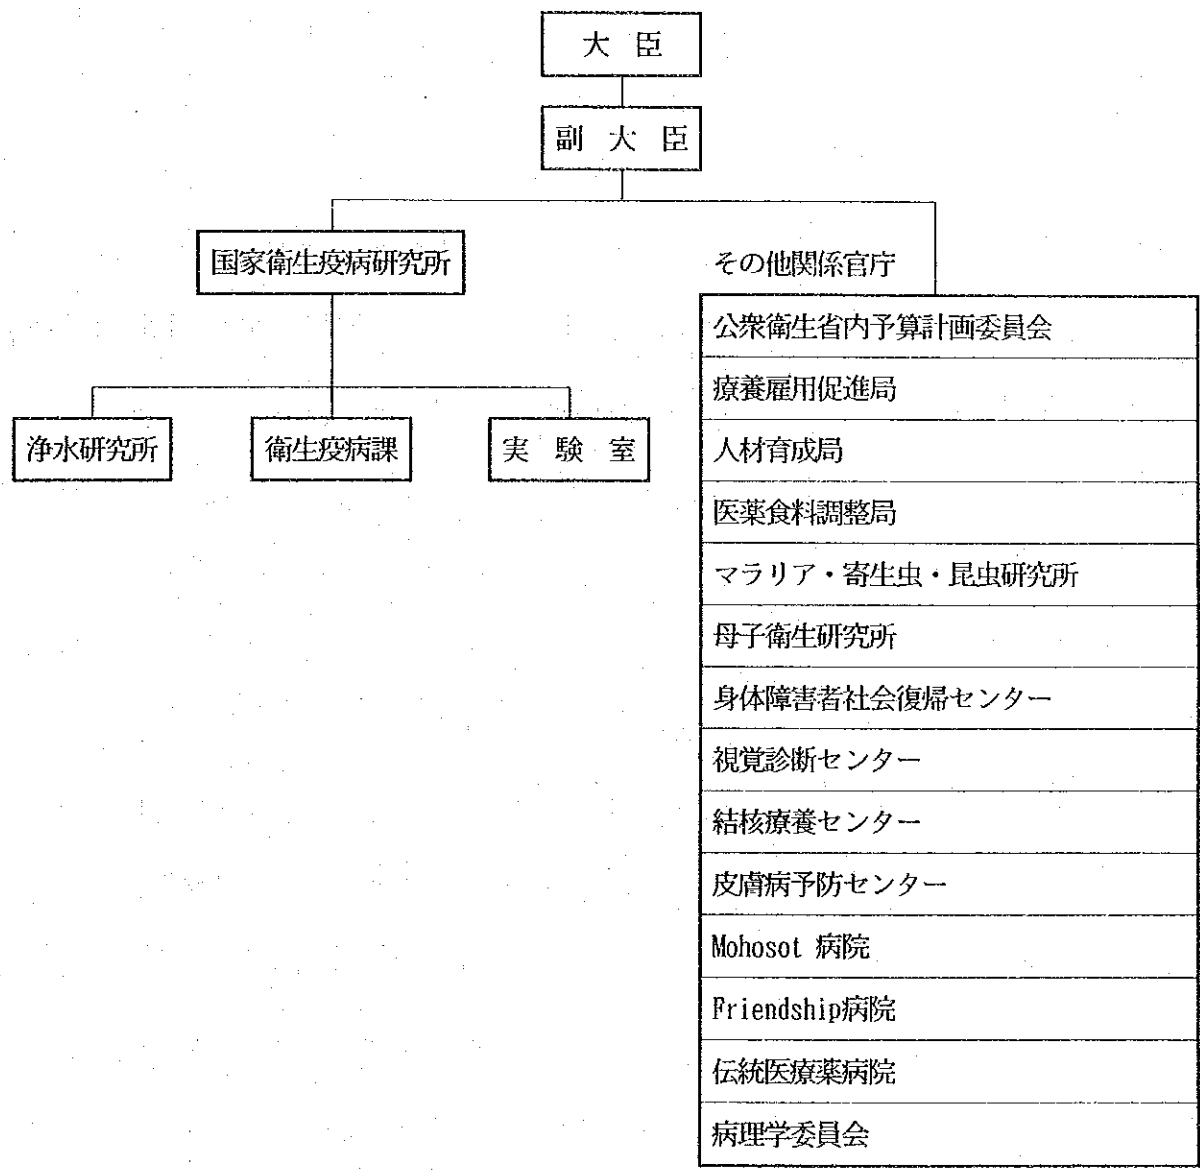 大臣
副大臣
国家衛生疫病研究所
浄水研究所
衛生疫病課
実験室
その他関係官庁
公衆衛生省内予算計画委員会
療養雇用促進局
人材育成局
医薬食料調整局
マラリア・寄生虫・昆虫研究所
母子衛生研究所
身体障害者社会復帰センター
視覚診断センター
結核療養センター
皮膚病予防センター
Mohosot 病院
Friendship病院
伝統医療薬病院
病理学委員会